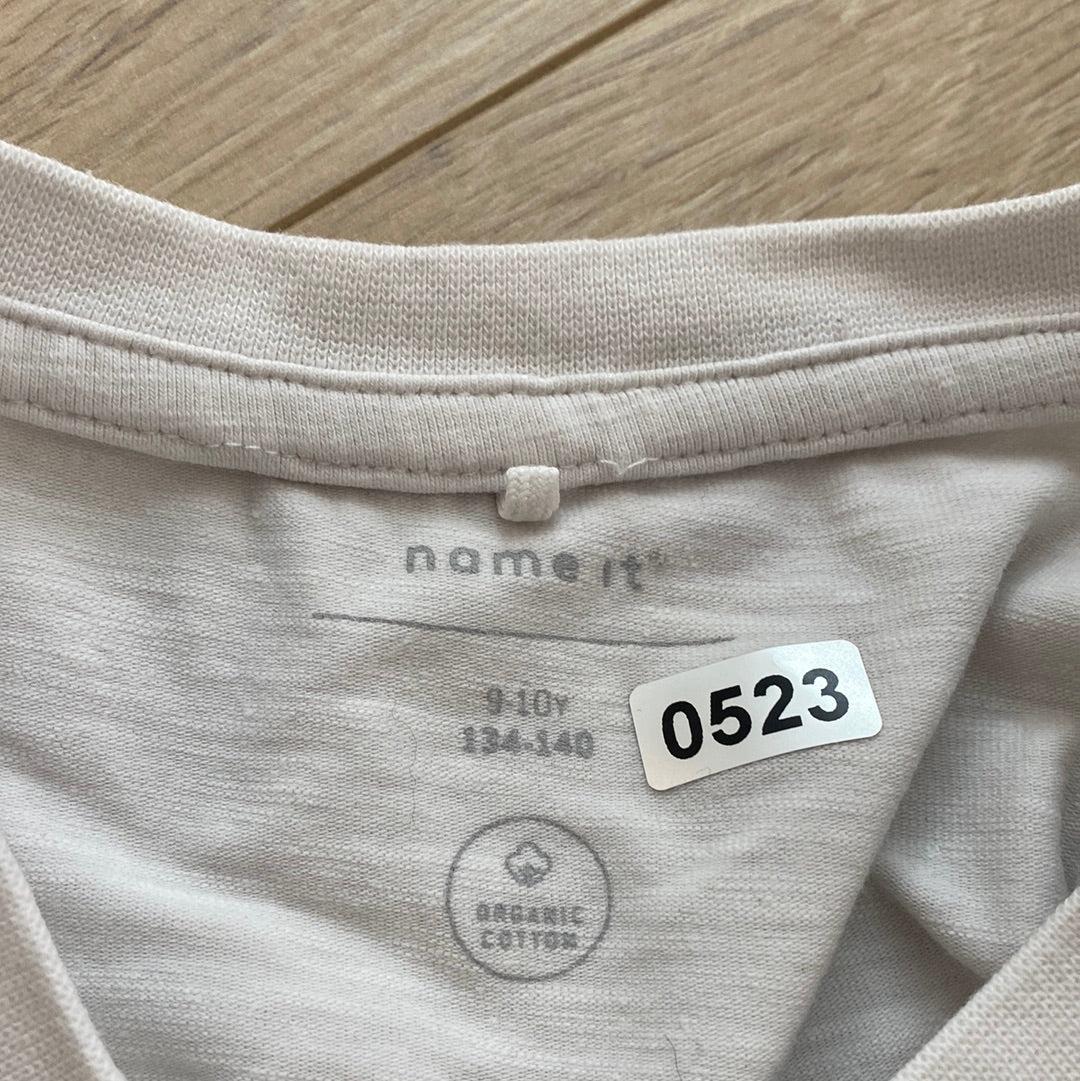 name it
9-10Y
134-140
0523
ORGANIC
COTTON